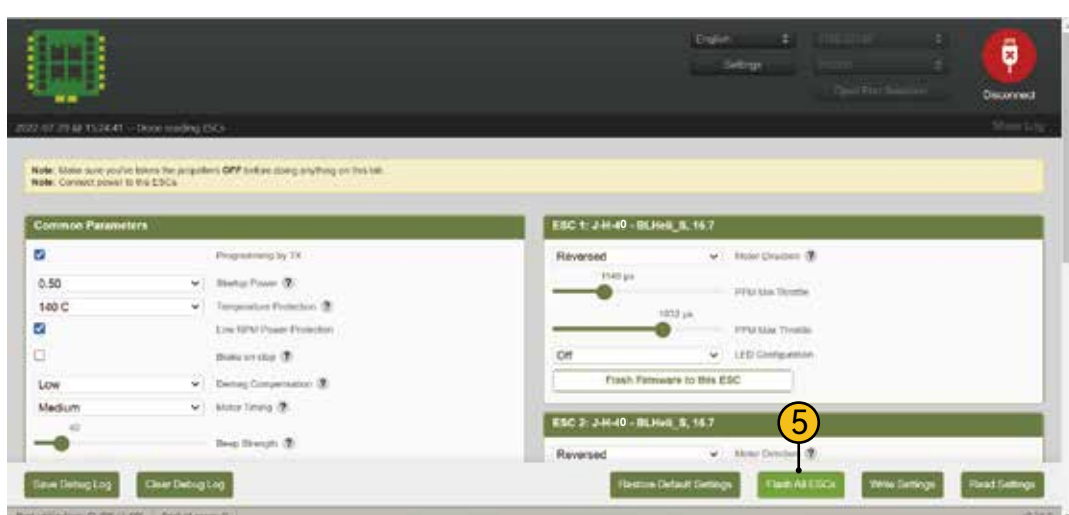 English
Settings
Disconnect
2022-07-29 @ 15:24:41 -- Done reading ESCs
Show Log
Note: Make sure you've taken the propellers OFF before doing anything on this tab.
Note: Connect power to the ESCs
Common Parameters
Programming by TX
0.50 Startup Power ?
140 C Temperature Protection ?
Low RPM Power Protection
Brake on stop ?
Low Demag Compensation ?
Medium Motor Timing ?
40
Beep Strength ?
ESC 1: J-H-40 - BLHeli_S, 16.7
Reversed Motor Direction ?
1148 µs
PPM Min Throttle
1832 µs
PPM Max Throttle
Off LED Configuration
Flash Firmware to this ESC
ESC 2: J-H-40 - BLHeli_S, 16.7
5
Reversed Motor Direction ?
Save Debug Log Clear Debug Log Restore Default Settings Flash All ESCs Write Settings Read Settings